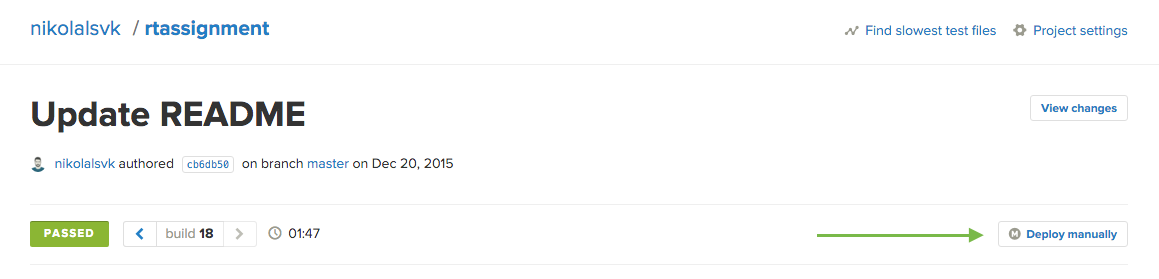 nikolalsvk / rtassignment
Find slowest test files Project settings
Update README
View changes
nikolalsvk authored cb6db50 on branch master on Dec 20, 2015
PASSED build 18 01:47 M Deploy manually